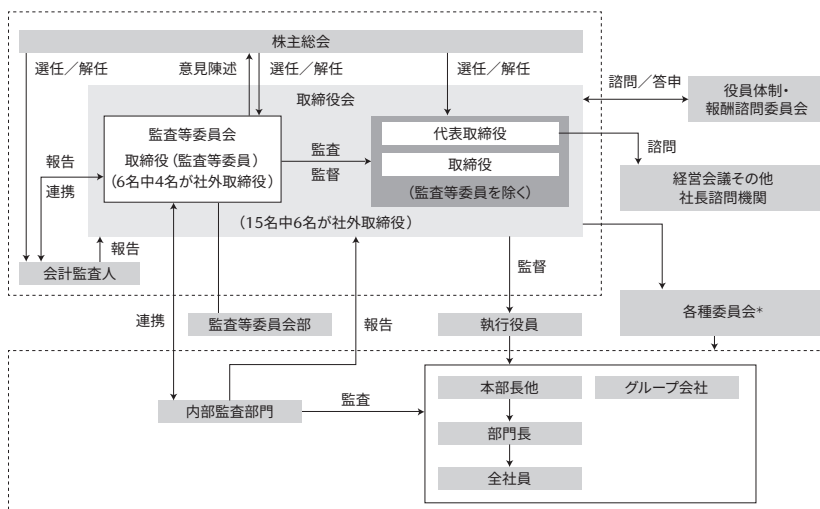 株主総会
選任／解任
意見陳述
選任／解任
選任／解任
諮問／答申
役員体制・
報酬諮問委員会
取締役会
監査等委員会
取締役（監査等委員）
（6名中4名が社外取締役）
監査
監督
代表取締役
取締役
（監査等委員を除く）
諮問
経営会議その他
社長諮問機関
報告
連携
（15名中6名が社外取締役）
報告
会計監査人
監督
連携
監査等委員会部
報告
執行役員
各種委員会*
内部監査部門
監査
本部長他
グループ会社
部門長
全社員